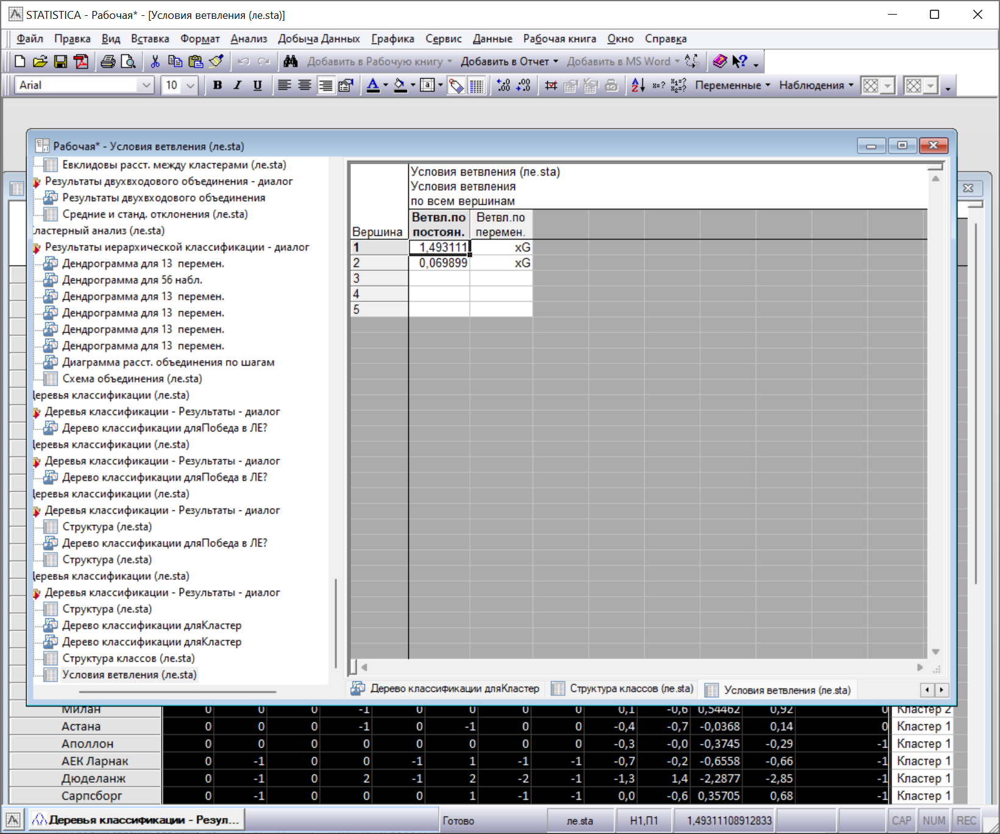 STATISTICA - Рабочая* - [Условия ветвления (ле.sta)]
Файл Правка Вид Вставка Формат Анализ Добыча Данных Графика Сервис Данные Рабочая книга Окно Справка
Добавить в Рабочую книгу Добавить в Отчет Добавить в MS Word
Arial 10 B I U Переменные Наблюдения
Рабочая* - Условия ветвления (ле.sta)
Евклидовы расст. между кластерами (ле.sta)
Результаты двухвходового объединения - диалог
Результаты двухвходового объединения
Средние и станд. отклонения (ле.sta)
Кластерный анализ (ле.sta)
Результаты иерархической классификации - диалог
Дендрограмма для 13 перемен.
Дендрограмма для 56 набл.
Дендрограмма для 13 перемен.
Дендрограмма для 13 перемен.
Дендрограмма для 13 перемен.
Дендрограмма для 13 перемен.
Диаграмма расст. объединения по шагам
Схема объединения (ле.sta)
Деревья классификации (ле.sta)
Деревья классификации - Результаты - диалог
Дерево классификации дляПобеда в ЛЕ?
Деревья классификации (ле.sta)
Деревья классификации - Результаты - диалог
Дерево классификации дляПобеда в ЛЕ?
Деревья классификации (ле.sta)
Деревья классификации - Результаты - диалог
Структура (ле.sta)
Дерево классификации дляПобеда в ЛЕ?
Структура (ле.sta)
Деревья классификации (ле.sta)
Деревья классификации - Результаты - диалог
Структура (ле.sta)
Дерево классификации дляКластер
Дерево классификации дляКластер
Структура классов (ле.sta)
Условия ветвления (ле.sta)
Условия ветвления (ле.sta)
Условия ветвления
по всем вершинам
Вершина Ветвл.по постоян. Ветвл.по перемен.
1 1,493111 xG
2 0,069899 xG
3
4
5
Дерево классификации дляКластер Структура классов (ле.sta) Условия ветвления (ле.sta)
Милан 0 0 0 -1 0 0 0 0 0,1 -0,6 0,54462 0,92 0 Кластер 2
Астана 0 0 0 -1 0 -1 0 0 -0,4 -0,7 -0,0368 0,14 0 Кластер 1
Аполлон 0 0 0 0 0 0 0 0 -0,3 -0,0 -0,3745 -0,29 -1 Кластер 1
АЕК Ларнак 0 -1 0 0 -1 1 -1 -1 -0,7 -0,2 -0,6558 -0,66 -1 Кластер 1
Дюделанж 0 -1 0 2 -1 2 -2 -1 -1,3 1,4 -2,2877 -2,85 -1 Кластер 1
Сарпсборг 0 -1 0 0 0 1 -1 -1 0,0 -0,6 0,35705 0,68 -1 Кластер 1
Деревья классификации - Резул... Готово ле.sta Н1,П1 1,49311108912833 CAP NUM REC